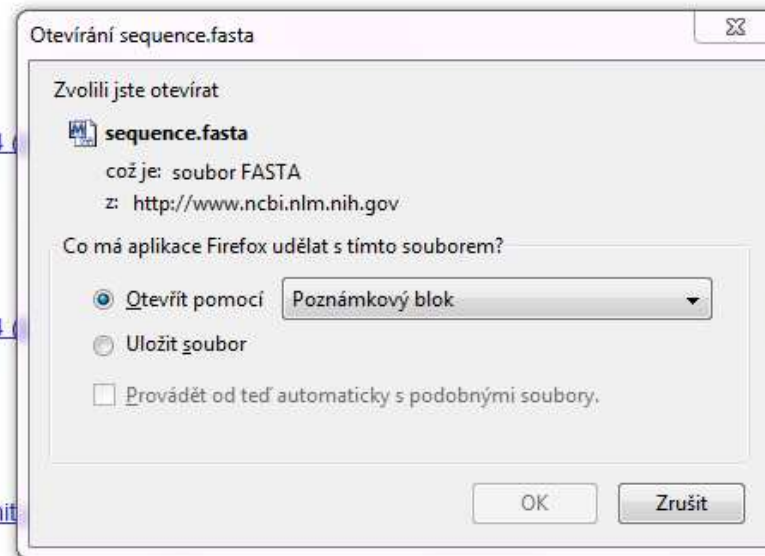 Otevírání sequence.fasta
Zvolili jste otevírat
sequence.fasta
což je: soubor FASTA
z: http://www.ncbi.nlm.nih.gov
Co má aplikace Firefox udělat s tímto souborem?
Otevřít pomocí Poznámkový blok
Uložit soubor
Provádět od teď automaticky s podobnými soubory.
OK Zrušit